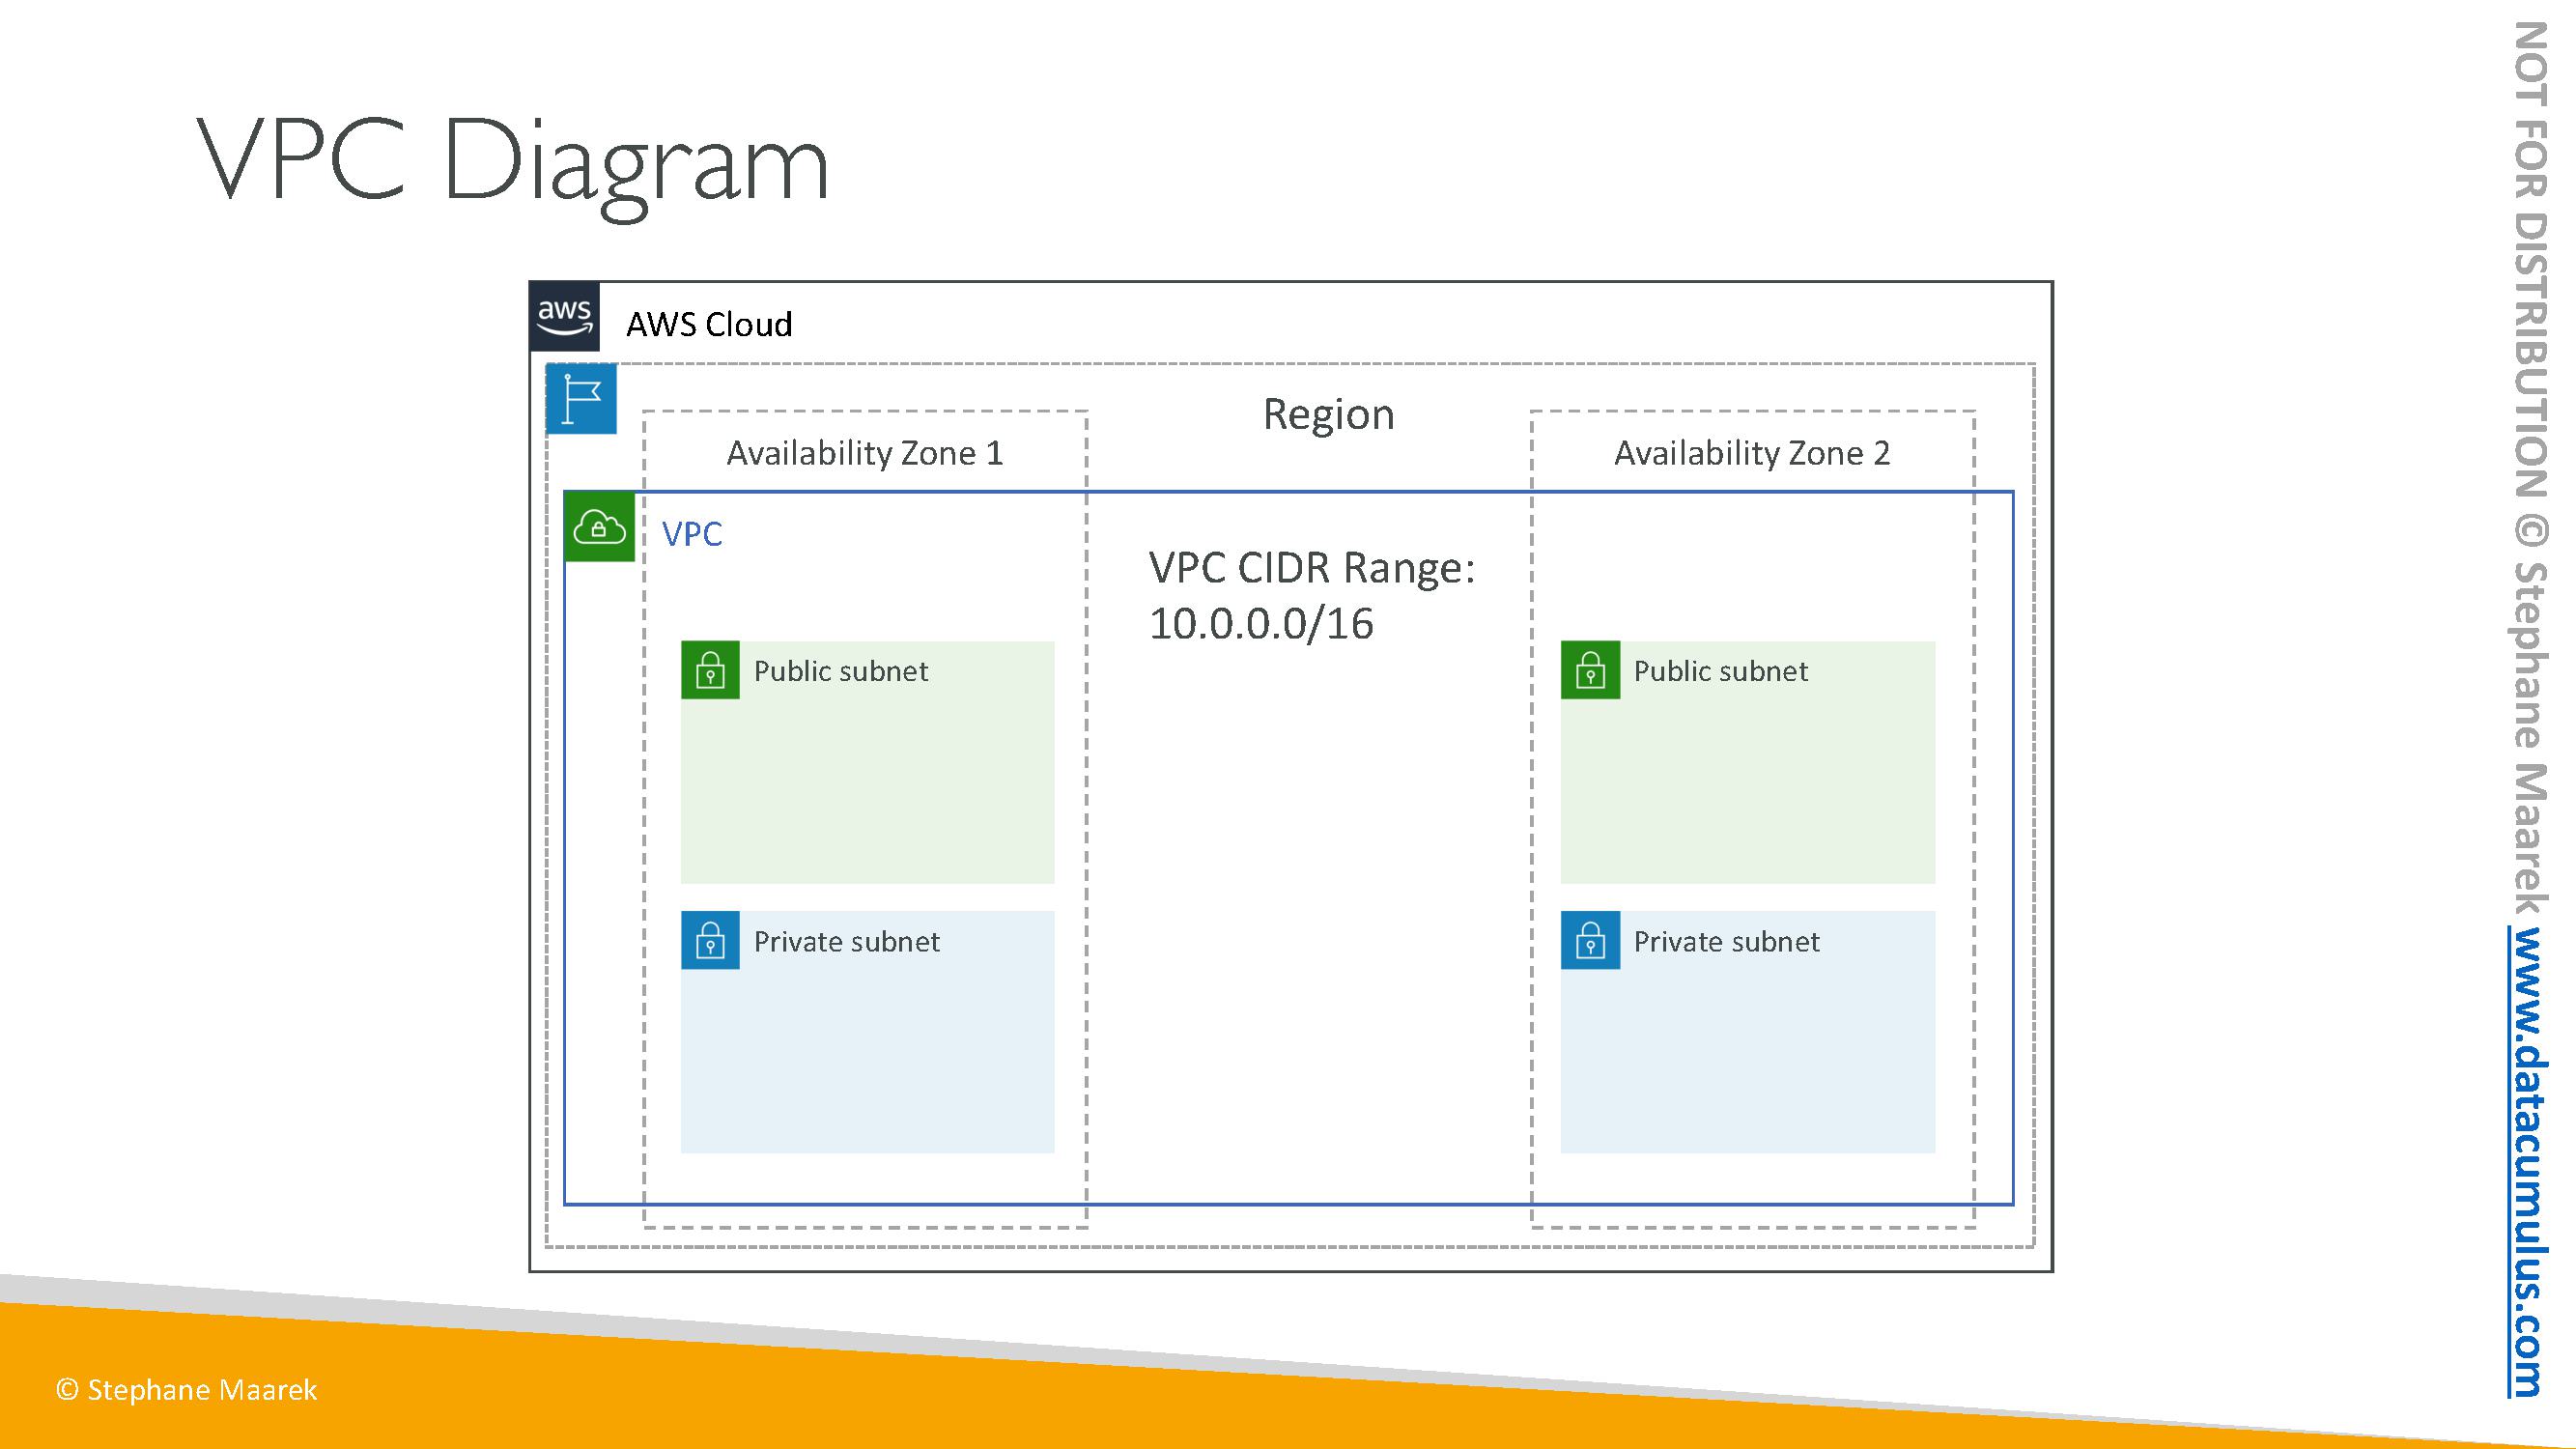 VPC Diagram
aws
AWS Cloud
Region
Availability Zone 1
Availability Zone 2
VPC
VPC CIDR Range:
10.0.0.0/16
Public subnet
Public subnet
Private subnet
Private subnet
© Stephane Maarek
NOT FOR DISTRIBUTION © Stephane Maarek www.datacumulus.com